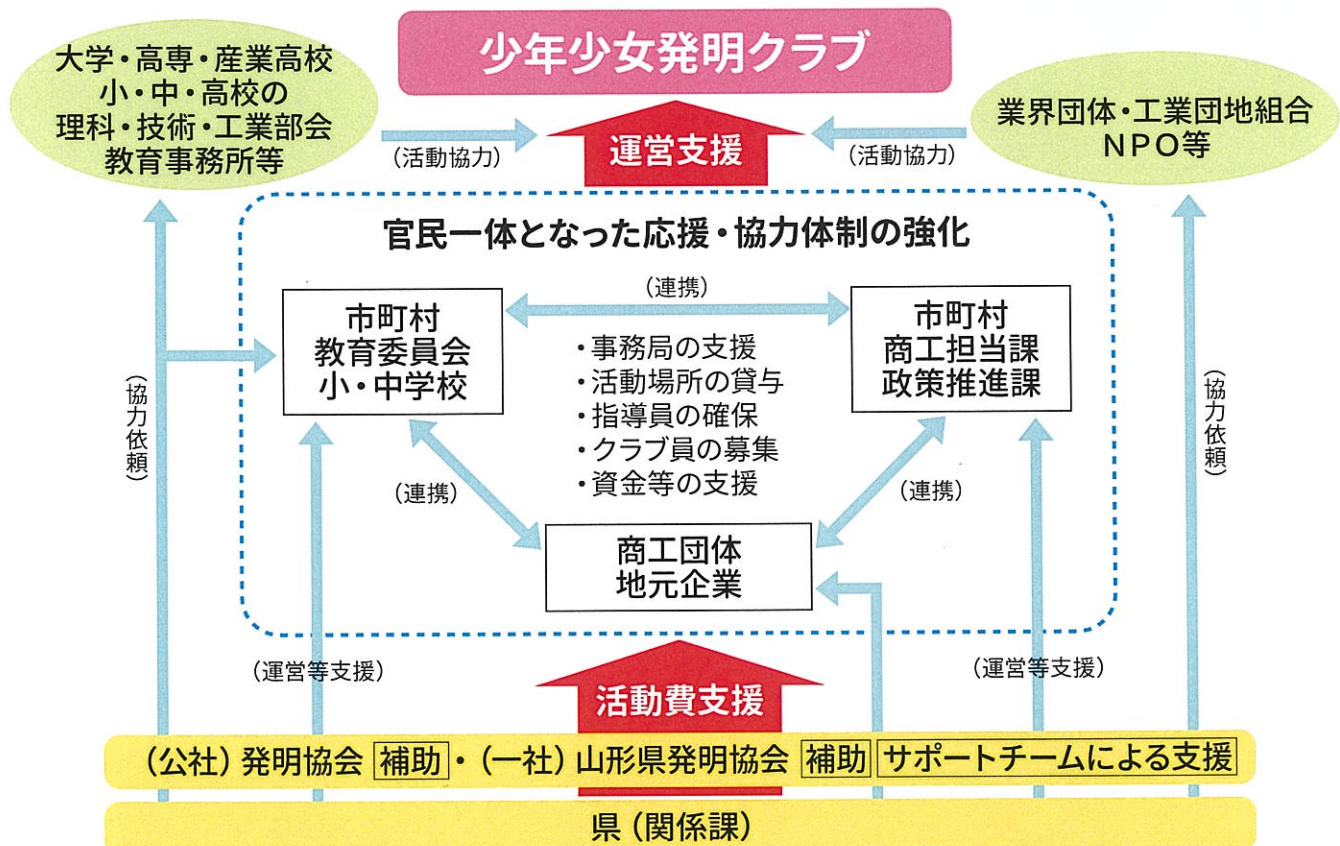 少年少女発明クラブ
大学・高専・産業高校
小・中・高校の
理科・技術・工業部会
教育事務所等
業界団体・工業団地組合
NPO等
(活動協力)
運営支援
(活動協力)
官民一体となった応援・協力体制の強化
(連携)
市町村
教育委員会
小・中学校
市町村
商工担当課
政策推進課
・事務局の支援
・活動場所の貸与
・指導員の確保
・クラブ員の募集
・資金等の支援
(協力依頼)
(協力依頼)
(連携)
(連携)
商工団体
地元企業
(運営等支援)
(運営等支援)
活動費支援
(公社)発明協会 補助・(一社)山形県発明協会 補助 サポートチームによる支援
県(関係課)